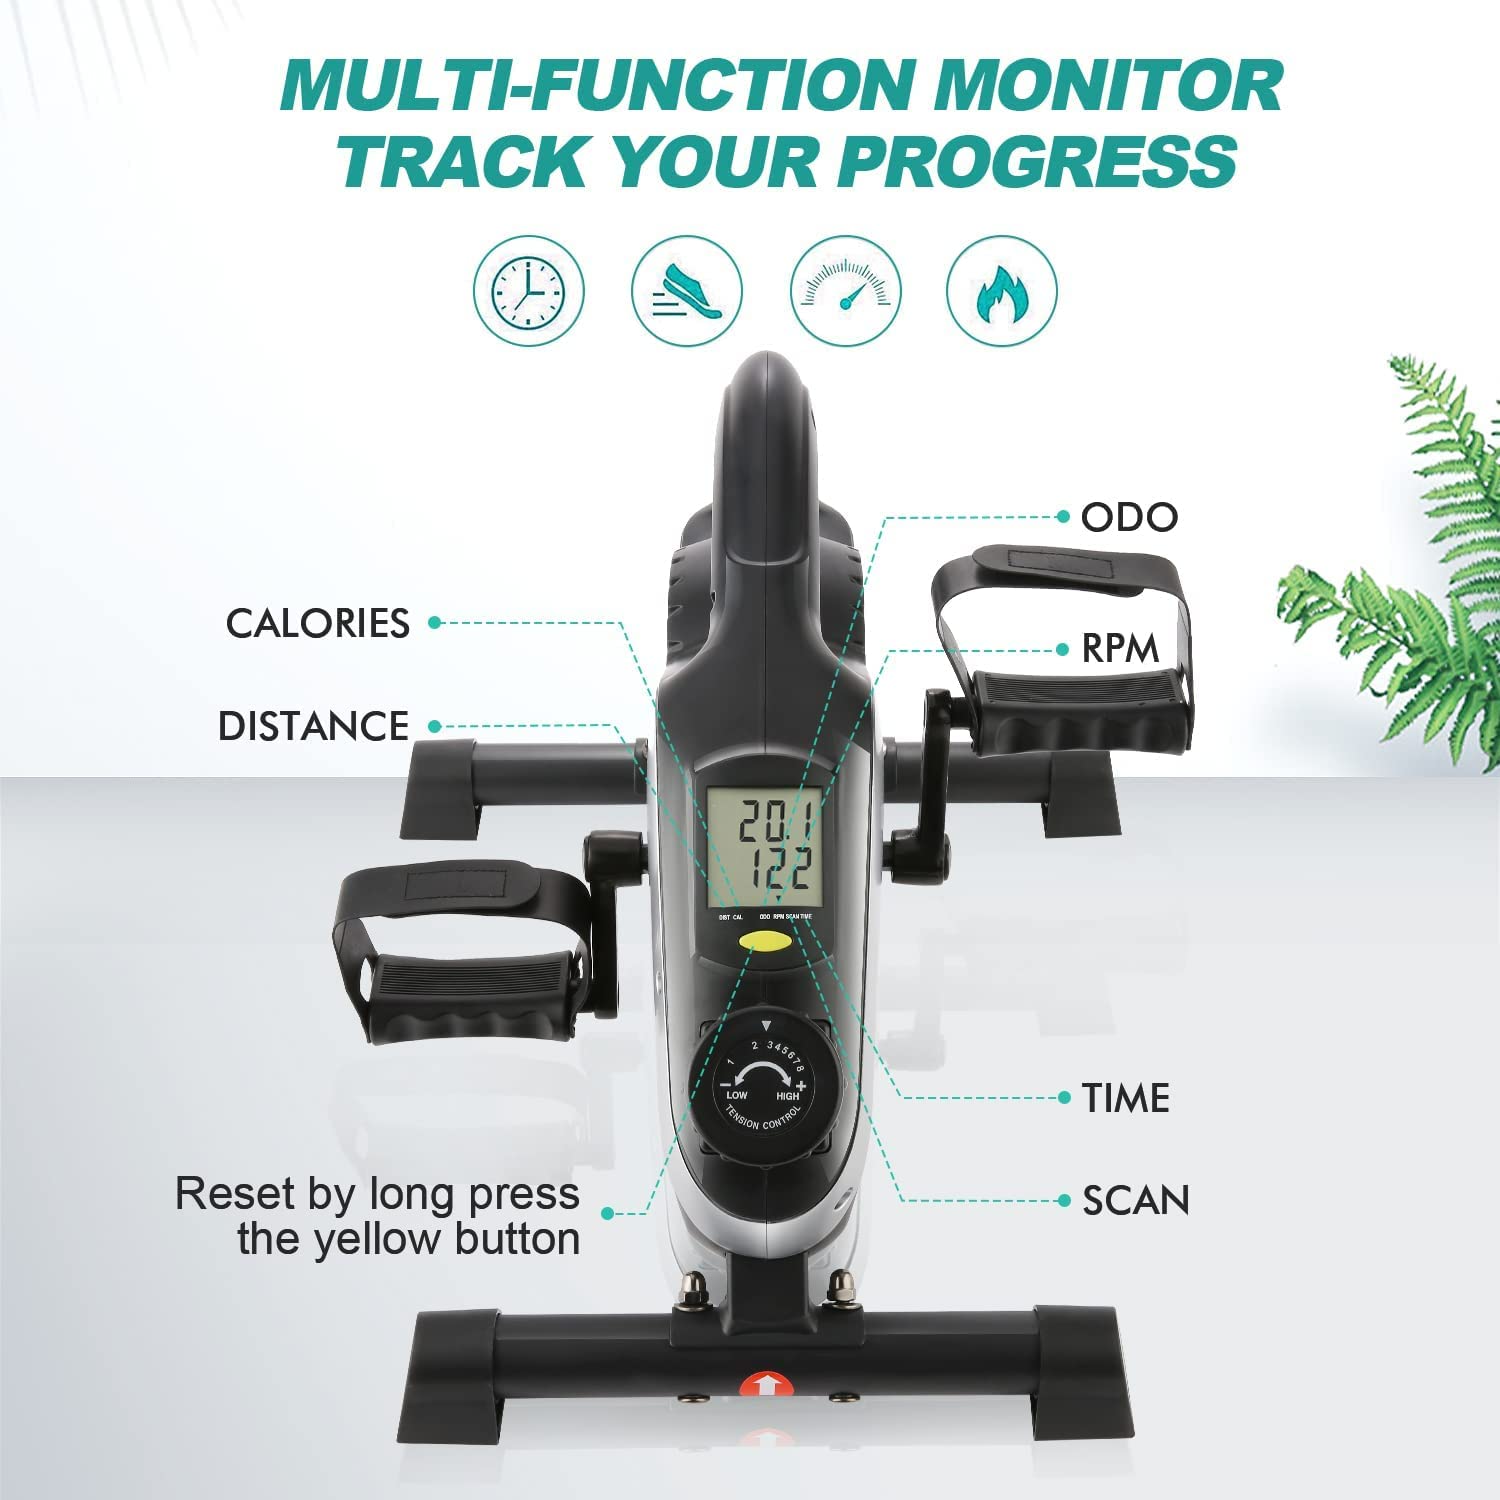 MULTI-FUNCTION MONITOR
TRACK YOUR PROGRESS
ODO
CALORIES
RPM
DISTANCE
20.1
122
DIST CAL ODO RPM SCAN TIME
1 2 3 4 5 6 7 8
− +
LOW HIGH
TENSION CONTROL
TIME
Reset by long press
the yellow button
SCAN